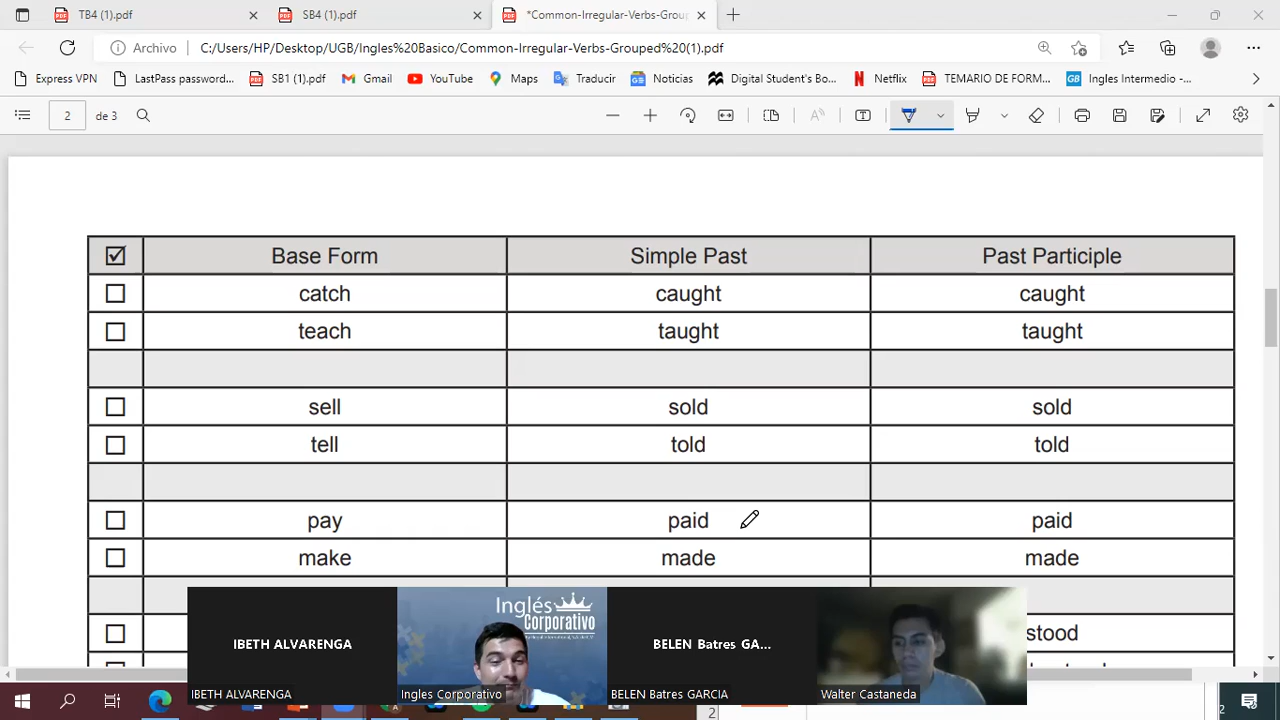 TB4 (1).pdf
SB4 (1).pdf
*Common-Irregular-Verbs-Group
Archivo
C:/Users/HP/Desktop/UGB/Ingles%20Basico/Common-Irregular-Verbs-Grouped%20(1).pdf
Express VPN
LastPass password...
SB1 (1).pdf
Gmail
YouTube
Maps
Traducir
Noticias
Digital Student's Bo...
Netflix
TEMARIO DE FORM...
Ingles Intermedio -...
2
de 3
Base Form Simple Past Past Participle
catch caught caught
teach taught taught
sell sold sold
tell told told
pay paid paid
make made made
stood
Inglés
Corporativo
IBETH ALVARENGA
BELEN Batres GA...
IBETH ALVARENGA
Ingles Corporativo
BELEN Batres GARCIA
Walter Castaneda
2
2